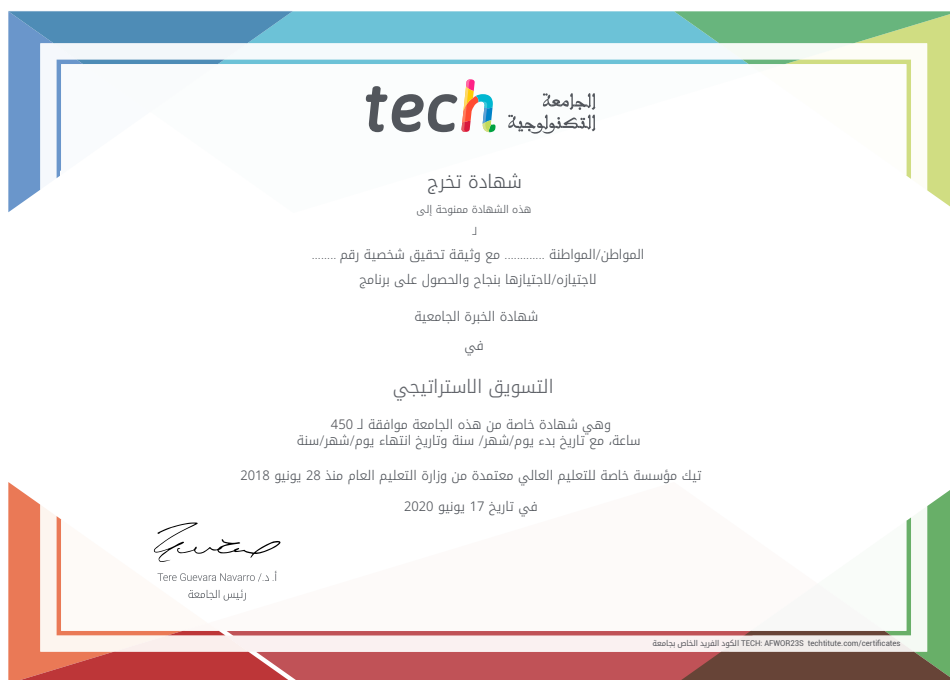 tech
الجامعة
التكنولوجية
شهادة تخرج
هذه الشهادة ممنوحة إلى
لـ
المواطن/المواطنة ............ مع وثيقة تحقيق شخصية رقم ........
لاجتيازه/لاجتيازها بنجاح والحصول على برنامج
شهادة الخبرة الجامعية
في
التسويق الاستراتيجي
وهي شهادة خاصة من هذه الجامعة موافقة لـ 450
ساعة، مع تاريخ بدء يوم/شهر/ سنة وتاريخ انتهاء يوم/شهر/سنة
تيك مؤسسة خاصة للتعليم العالي معتمدة من وزارة التعليم العام منذ 28 يونيو 2018
في تاريخ 17 يونيو 2020
أ. د./ Tere Guevara Navarro
رئيس الجامعة
الكود الفريد الخاص بجامعة TECH: AFWOR23S techtitute.com/certificates